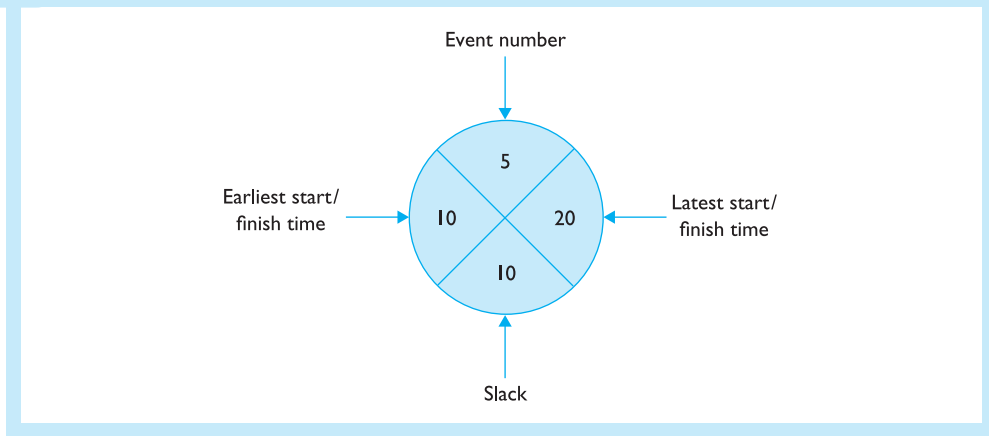 Event number
5
Earliest start/
finish time
10
20
Latest start/
finish time
10
Slack